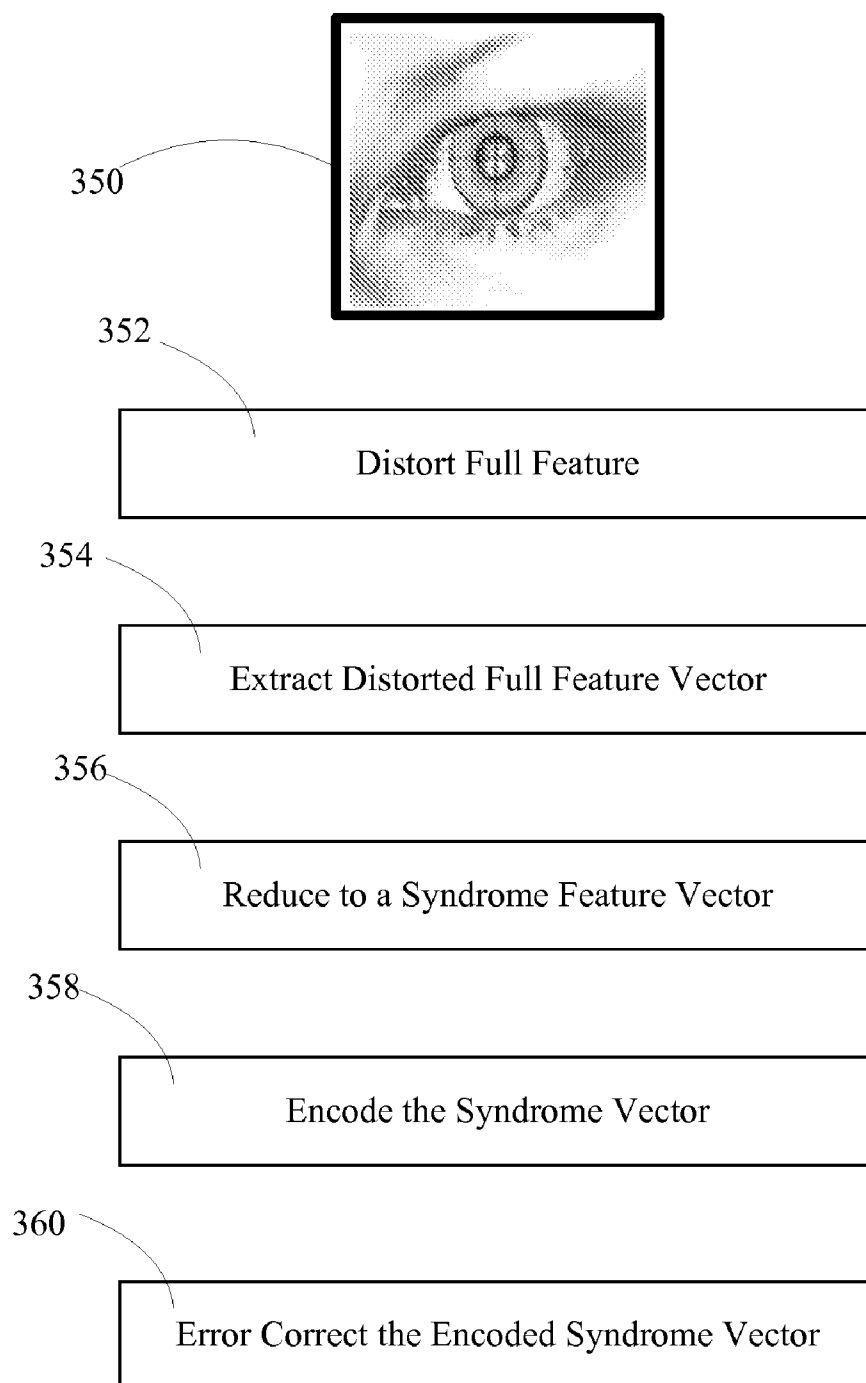 350
352
Distort Full Feature
354
Extract Distorted Full Feature Vector
356
Reduce to a Syndrome Feature Vector
358
Encode the Syndrome Vector
360
Error Correct the Encoded Syndrome Vector